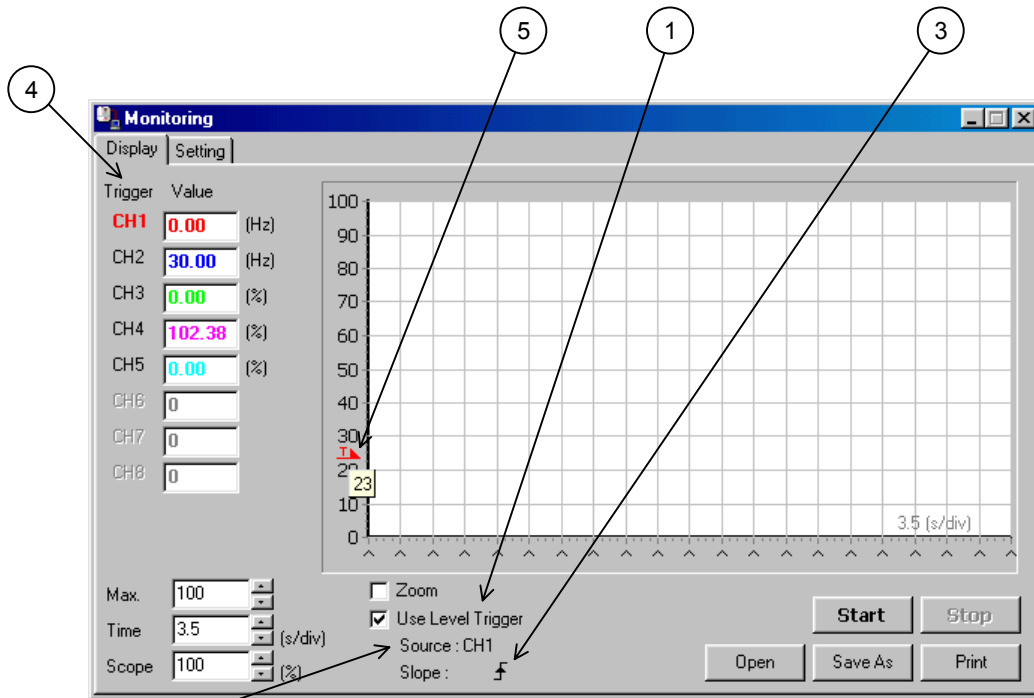 5
1
3
4
Monitoring
Display Setting
Trigger Value
CH1 0.00 (Hz)
CH2 30.00 (Hz)
CH3 0.00 (%)
CH4 102.38 (%)
CH5 0.00 (%)
CH6 0
CH7 0
CH8 0
100
90
80
70
60
50
40
30
T
20
23
10
0
3.5 (s/div)
Max. 100
Time 3.5 (s/div)
Scope 100 (%)
Zoom
Use Level Trigger
Source : CH1
Slope :
Start Stop
Open Save As Print